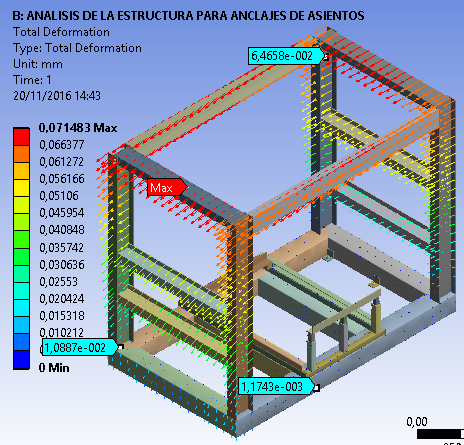 B: ANALISIS DE LA ESTRUCTURA PARA ANCLAJES DE ASIENTOS
Total Deformation
Type: Total Deformation
Unit: mm
Time: 1
20/11/2016 14:43
6,4658e-002
0,071483 Max
0,066377
0,061272
0,056166
0,05106
0,045954
0,040848
0,035742
0,030636
0,02553
0,020424
0,015318
0,010212
0 Min
Max
1,0887e-002
1,1743e-003
0,00